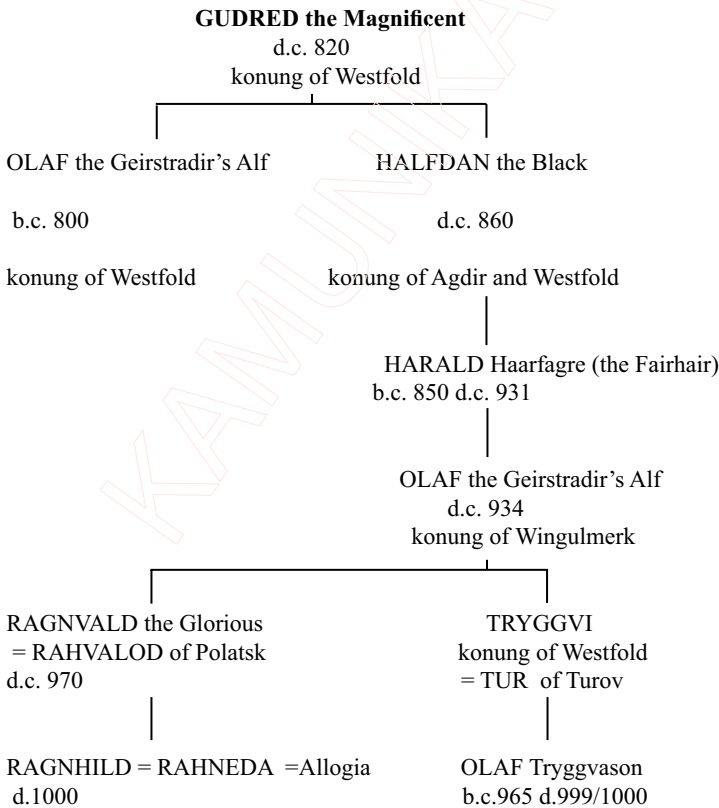 GUDRED the Magnificent
d.c. 820
konung of Westfold
OLAF the Geirstradir's Alf HALFDAN the Black
b.c. 800 d.c. 860
konung of Westfold konung of Agdir and Westfold
HARALD Haarfagre (the Fairhair)
b.c. 850 d.c. 931
OLAF the Geirstradir's Alf
d.c. 934
konung of Wingulmerk
RAGNVALD the Glorious TRYGGVI
= RAHVALOD of Polatsk konung of Westfold
d.c. 970 = TUR of Turov
RAGNHILD = RAHNEDA =Allogia OLAF Tryggvason
d.1000 b.c.965 d.999/1000